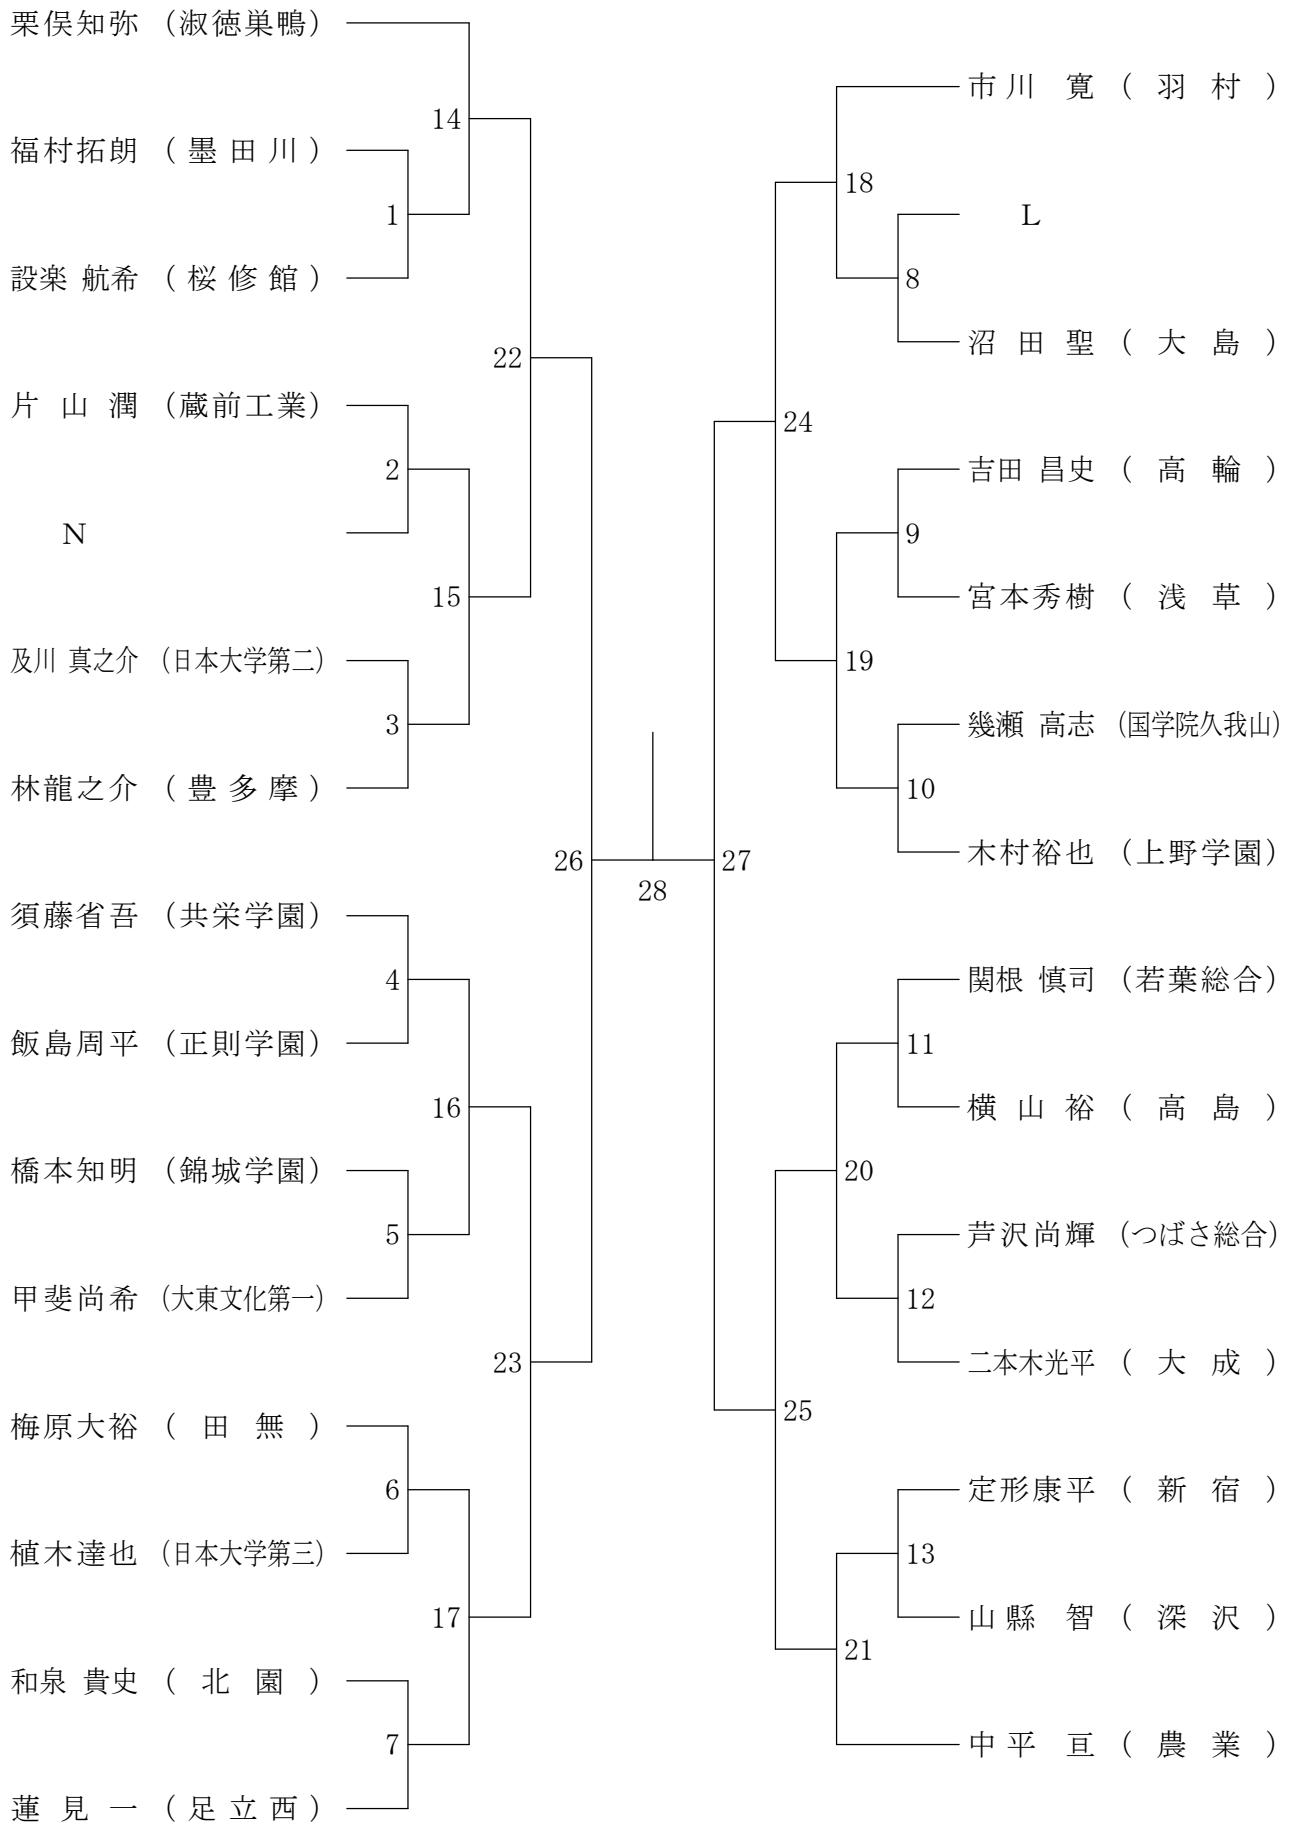 栗俣知弥 （淑徳巣鴨）
14
福村拓朗 （墨田川）
1
設楽 航希 （桜修館）
22
片山潤 （蔵前工業）
2
N
15
及川 真之介 （日本大学第二）
3
林龍之介 （豊多摩）
26
須藤省吾 （共栄学園）
4
飯島周平 （正則学園）
16
橋本知明 （錦城学園）
5
甲斐尚希 （大東文化第一）
23
梅原大裕 （田無）
6
植木達也 （日本大学第三）
17
和泉 貴史 （北園）
7
蓮見一 （足立西）
28
市川 寛 （羽村）
18
L
8
沼田聖 （大島）
24
吉田 昌史 （高輪）
9
宮本秀樹 （浅草）
19
幾瀬 高志 （国学院久我山）
10
木村裕也 （上野学園）
27
関根 慎司 （若葉総合）
11
横山裕 （高島）
20
芦沢尚輝 （つばさ総合）
12
二本木光平 （大成）
25
定形康平 （新宿）
13
山縣 智 （深沢）
21
中平 亘 （農業）